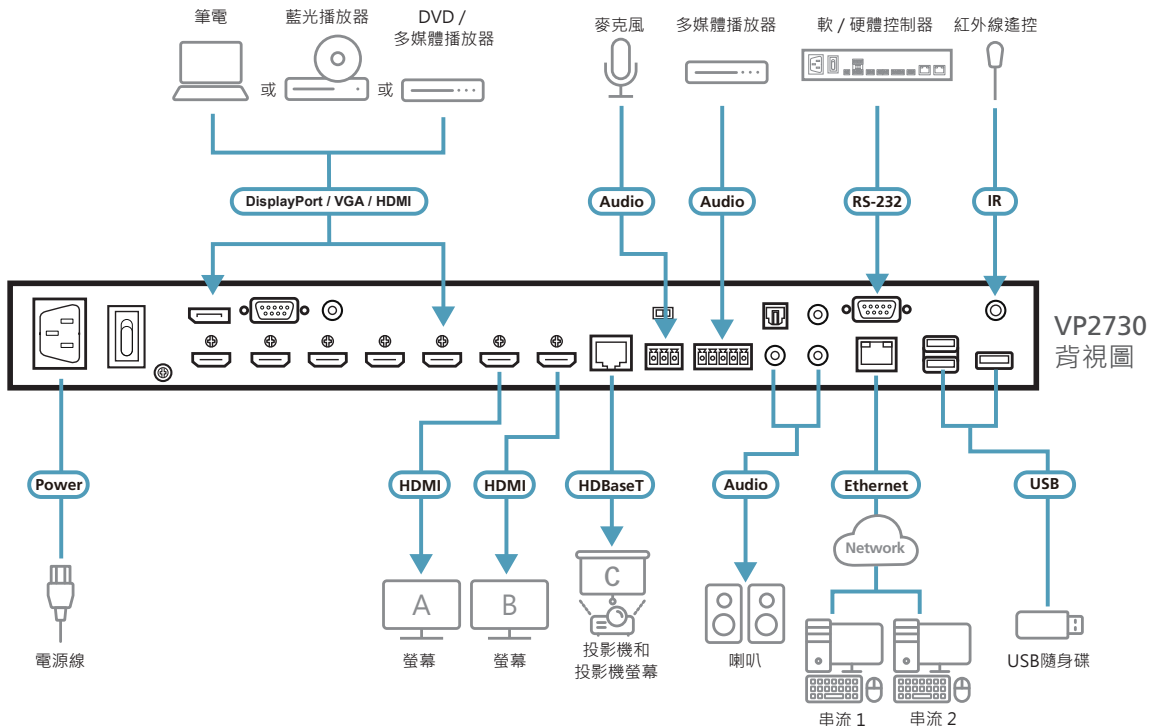 筆電
藍光播放器
DVD /
多媒體播放器
麥克風
多媒體播放器
軟 / 硬體控制器
紅外線遙控
或
或
DisplayPort / VGA / HDMI
Audio
Audio
RS-232
IR
VP2730
背視圖
Power
HDMI
HDMI
HDBaseT
Audio
Ethernet
USB
Network
A
B
C
電源線
螢幕
螢幕
投影機和
投影機螢幕
喇叭
USB隨身碟
串流 1
串流 2